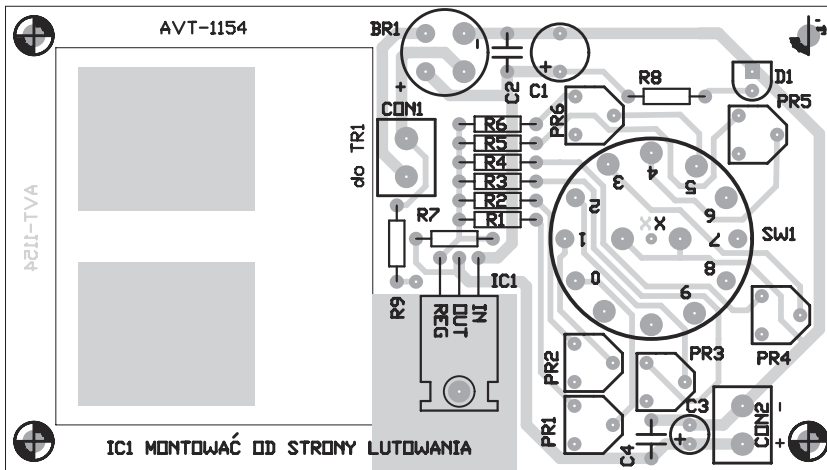 AVT-1154
BR1
-
+
C2
C1
+
R8
D1
PR5
PR6
CON1
do TR1
R6
R5
R4
R3
R2
R1
R7
R9
AVT-1154
3
4
5
2
6
1
x
x
7
0
8
9
SW1
IC1
REG
OUT
IN
PR2
PR3
PR4
PR1
C3
+
C4
CON2
-
+
IC1 MONTOWAĆ OD STRONY LUTOWANIA